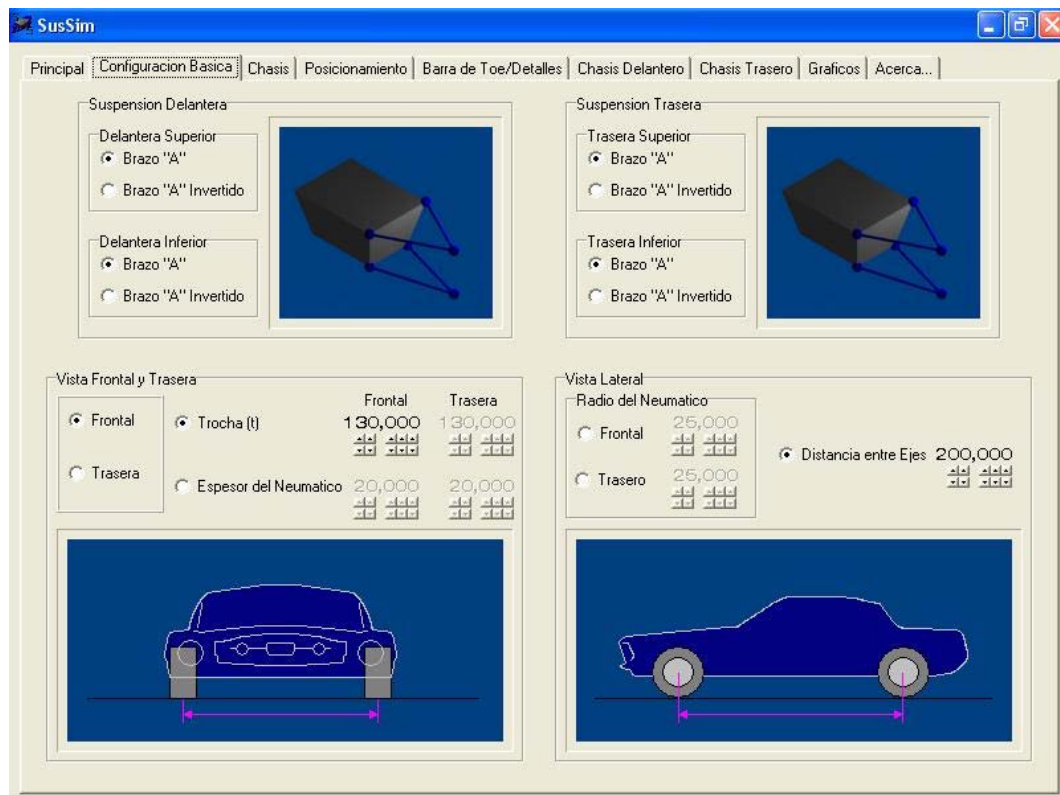 SusSim
Principal Configuracion Basica Chasis Posicionamiento Barra de Toe/Detalles Chasis Delantero Chasis Trasero Graficos Acerca...
Suspension Delantera
Delantera Superior
Brazo "A"
Brazo "A" Invertido
Delantera Inferior
Brazo "A"
Brazo "A" Invertido
Suspension Trasera
Trasera Superior
Brazo "A"
Brazo "A" Invertido
Trasera Inferior
Brazo "A"
Brazo "A" Invertido
Vista Frontal y Trasera
Frontal Trasera
Frontal Trocha (t) 130,000 130,000
Trasera
Espesor del Neumatico 20,000 20,000
Vista Lateral
Radio del Neumatico
Frontal 25,000
Trasero 25,000
Distancia entre Ejes 200,000